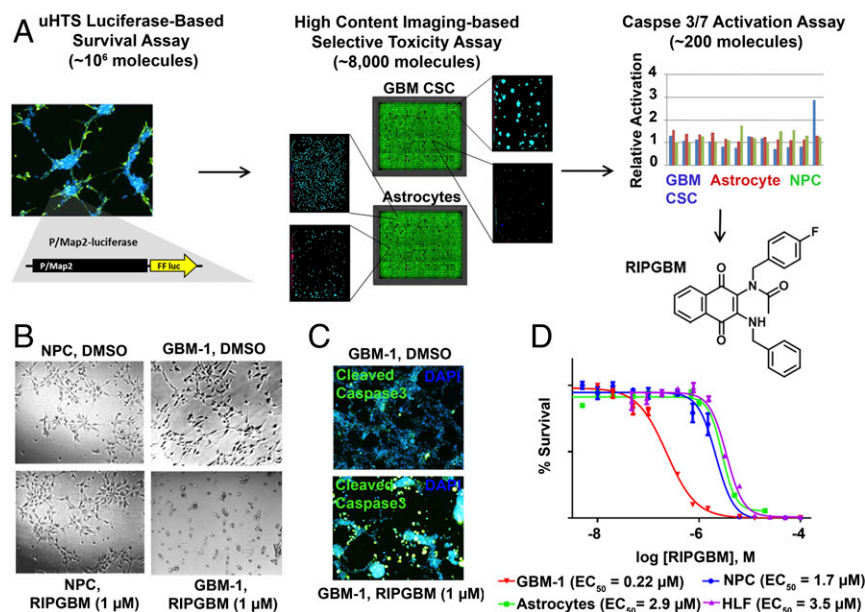 A
uHTS Luciferase-Based
Survival Assay
(~10⁶ molecules)
High Content Imaging-based
Selective Toxicity Assay
(~8,000 molecules)
Caspse 3/7 Activation Assay
(~200 molecules)
GBM CSC
Astrocytes
P/Map2-luciferase
P/Map2
FF luc
Relative Activation
4
3
2
1
0
GBM
CSC
Astrocyte
NPC
RIPGBM
F
O
N
O
O
NH
B
NPC, DMSO
GBM-1, DMSO
NPC,
RIPGBM (1 µM)
GBM-1,
RIPGBM (1 µM)
C
GBM-1, DMSO
Cleaved
Caspase3
DAPI
Cleaved
Caspase3
DAPI
GBM-1, RIPGBM (1 µM)
D
% Survival
-8
-6
-4
log [RIPGBM], M
GBM-1 (EC₅₀ = 0.22 µM)
NPC (EC₅₀ = 1.7 µM)
Astrocytes (EC₅₀ = 2.9 µM)
HLF (EC₅₀ = 3.5 µM)